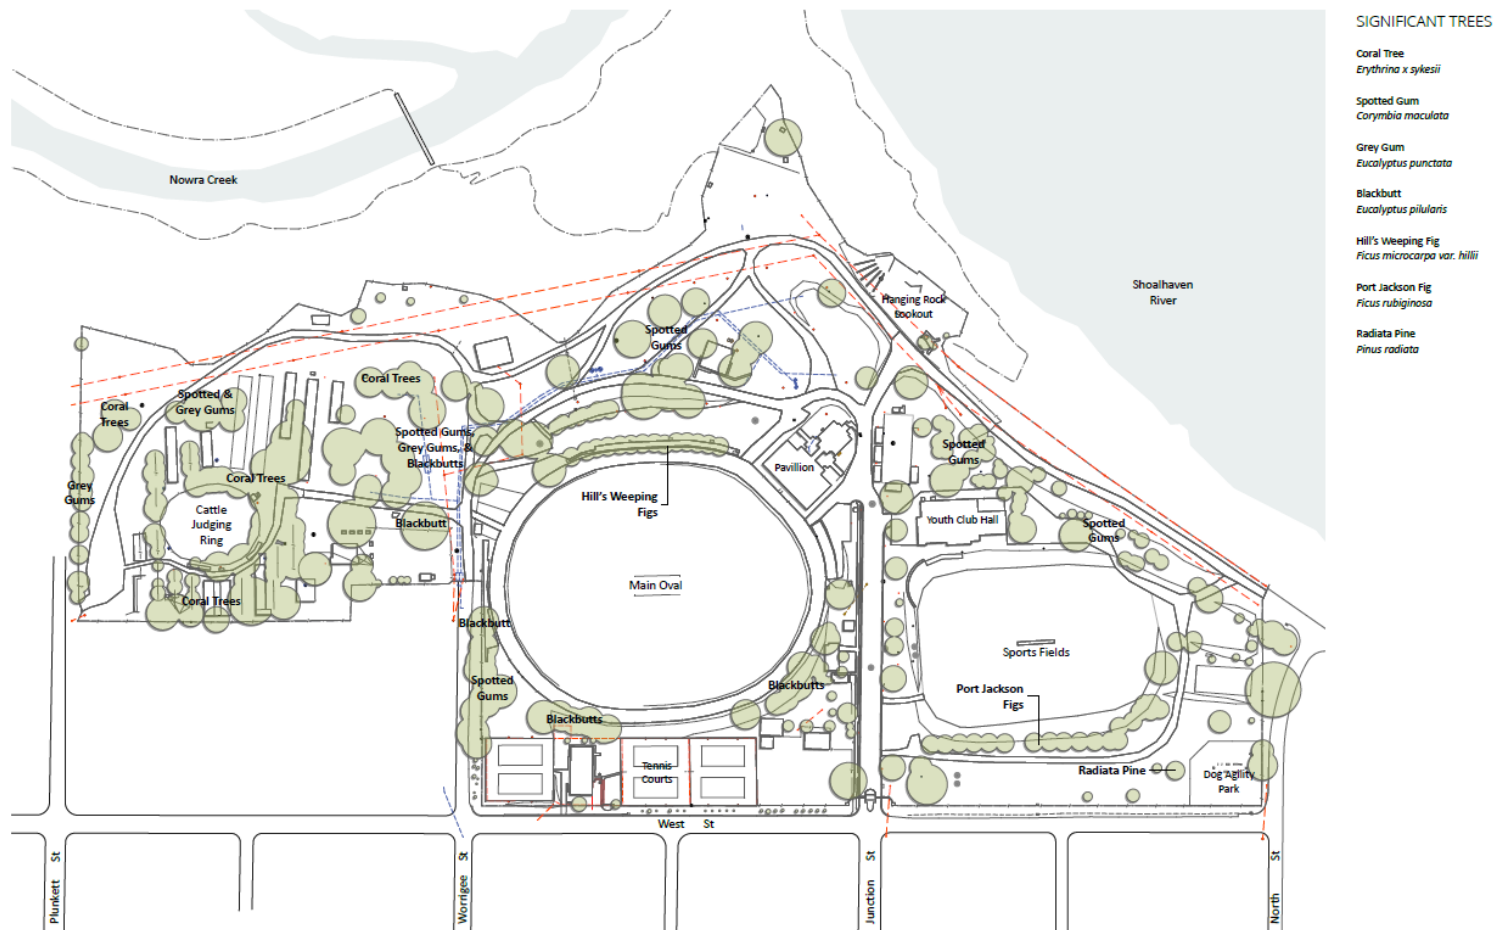 SIGNIFICANT TREES
Coral Tree
Erythrina x sykesii
Spotted Gum
Corymbia maculata
Grey Gum
Eucalyptus punctata
Blackbutt
Eucalyptus pilularis
Hill's Weeping Fig
Ficus microcarpa var. hillii
Port Jackson Fig
Ficus rubiginosa
Radiata Pine
Pinus radiata
Nowra Creek
Shoalhaven
River
Hanging Rock
Lookout
Spotted
Gums
Coral Trees
Spotted &
Grey Gums
Coral
Trees
Spotted Gums,
Grey Gums, &
Blackbutts
Spotted
Gums
Pavillion
Coral Trees
Grey
Gums
Hill's Weeping
Figs
Cattle
Judging
Ring
Blackbutt
Youth Club Hall
Spotted
Gums
Main Oval
Coral Trees
Blackbutt
Sports Fields
Spotted
Gums
Blackbutts
Port Jackson
Figs
Blackbutts
Tennis
Courts
Radiata Pine
Dog Agility
Park
West St
Plunkett St
Worrigee St
Junction St
North St